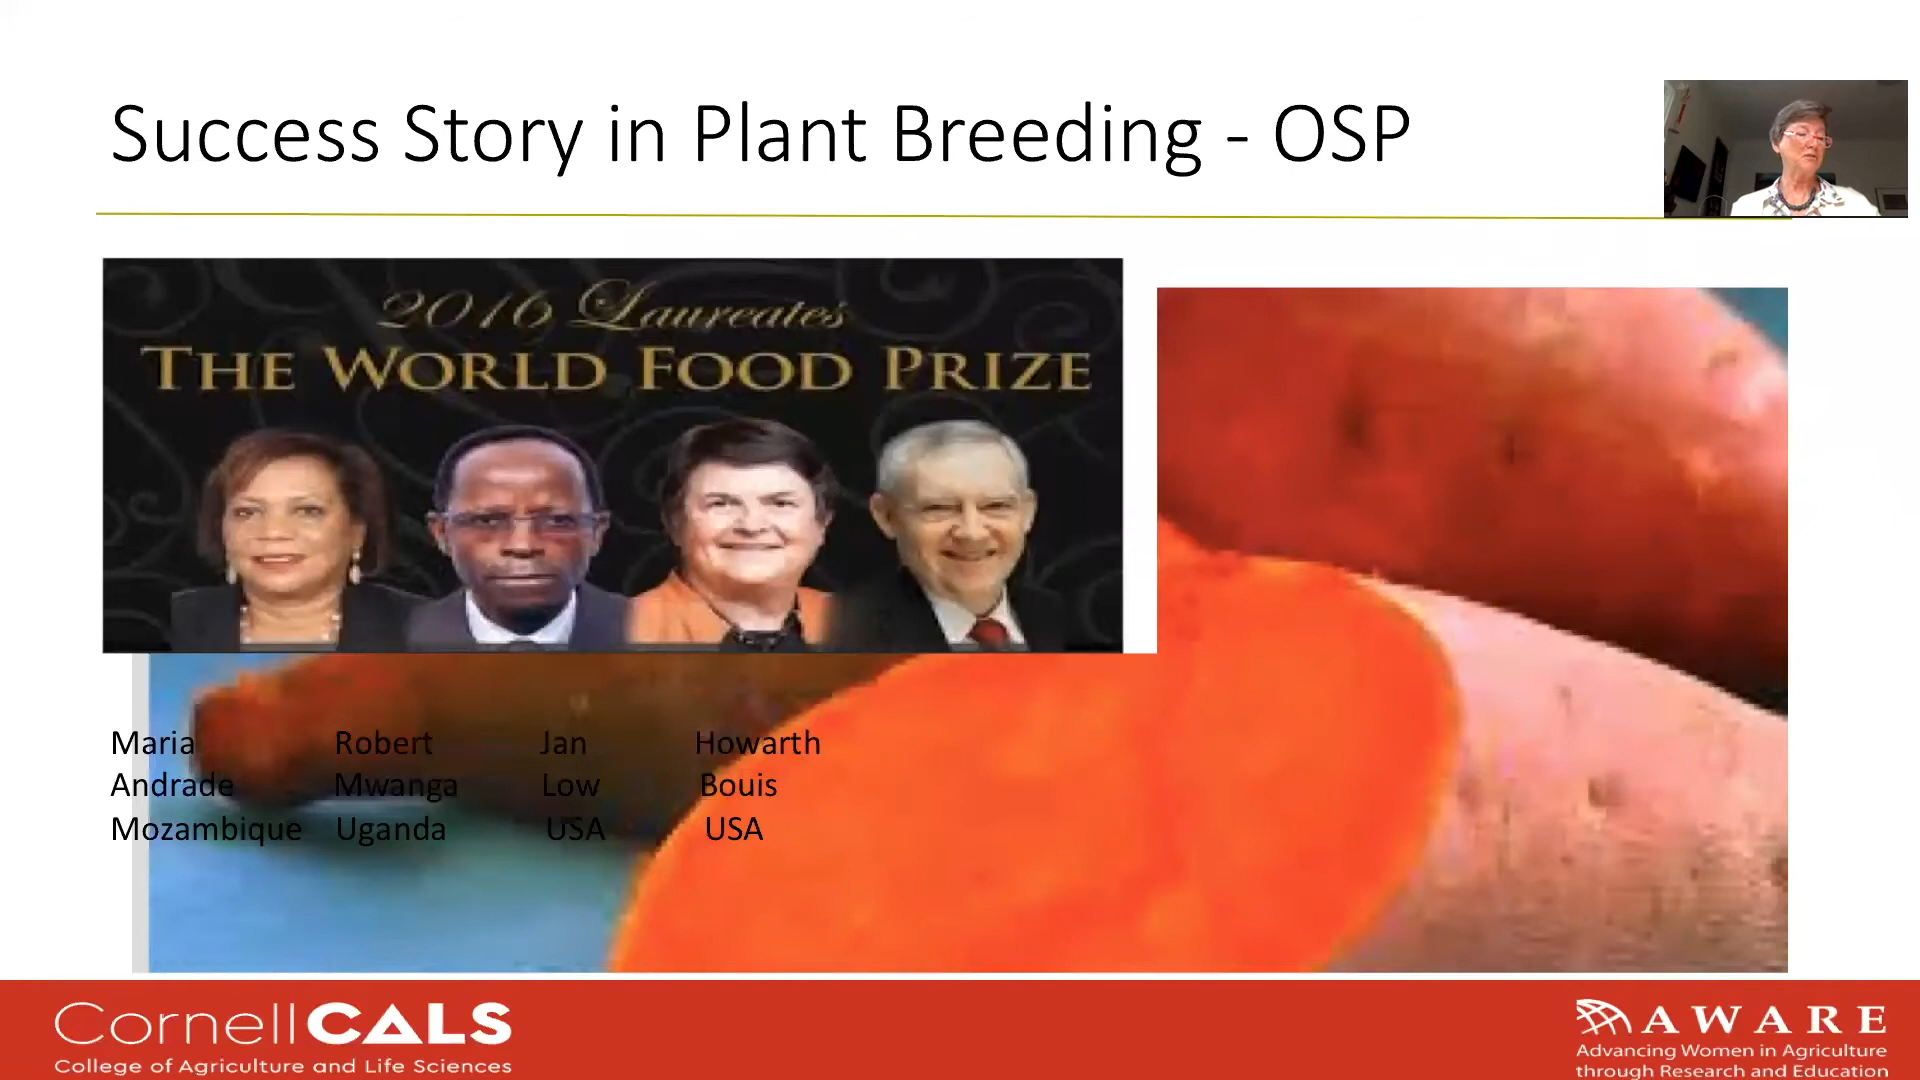 Success Story in Plant Breeding - OSP
2016 Laureates
THE WORLD FOOD PRIZE
Maria Robert Jan Howarth
Andrade Mwanga Low Bouis
Mozambique Uganda USA USA
CornellCALS
College of Agriculture and Life Sciences
AWARE
Advancing Women in Agriculture
through Research and Education